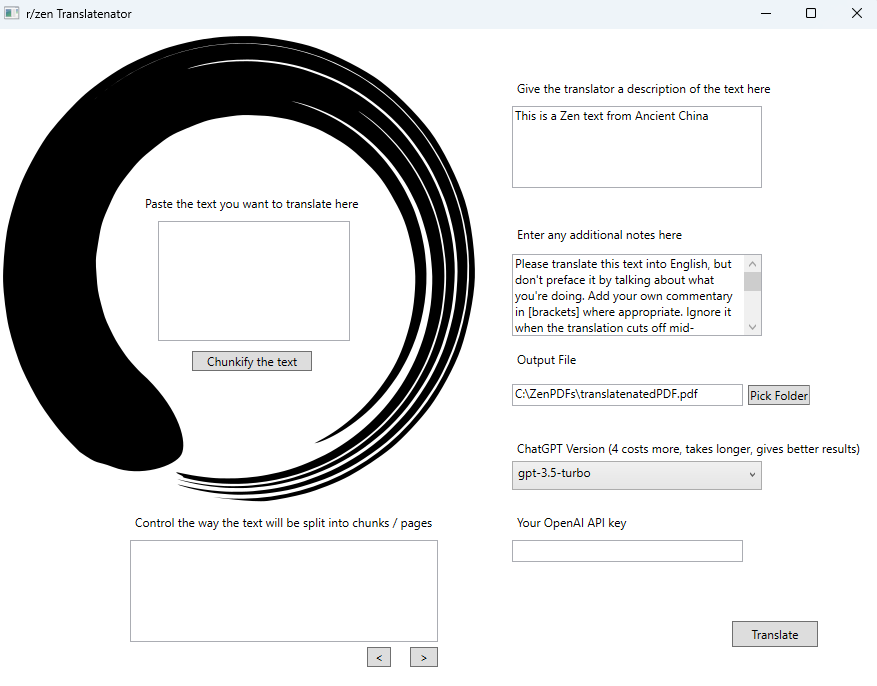 r/zen Translatenator
Give the translator a description of the text here
This is a Zen text from Ancient China
Paste the text you want to translate here
Chunkify the text
Enter any additional notes here
Please translate this text into English, but
don't preface it by talking about what
you're doing. Add your own commentary
in [brackets] where appropriate. Ignore it
when the translation cuts off mid-
Output File
C:\ZenPDFs\translatenatedPDF.pdf
Pick Folder
ChatGPT Version (4 costs more, takes longer, gives better results)
gpt-3.5-turbo
Control the way the text will be split into chunks / pages
< >
Your OpenAI API key
Translate